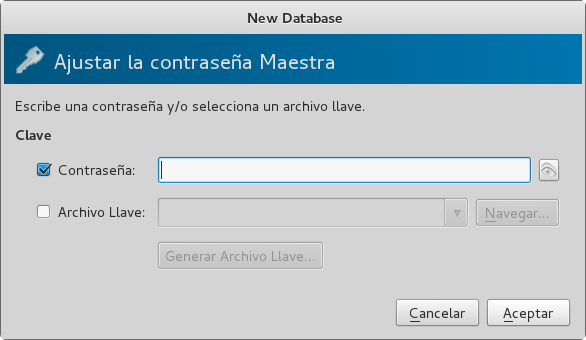 New Database
Ajustar la contraseña Maestra
Escribe una contraseña y/o selecciona un archivo llave.
Clave
Contraseña:
Archivo Llave:
Navegar...
Generar Archivo Llave...
Cancelar
Aceptar